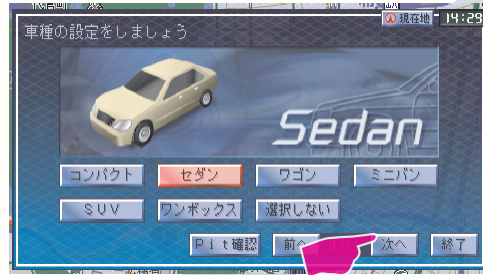 現在地 14:29
車種の設定をしましょう
Sedan
コンパクト セダン ワゴン ミニバン
SUV ワンボックス 選択しない
Pit確認 前へ 次へ 終了